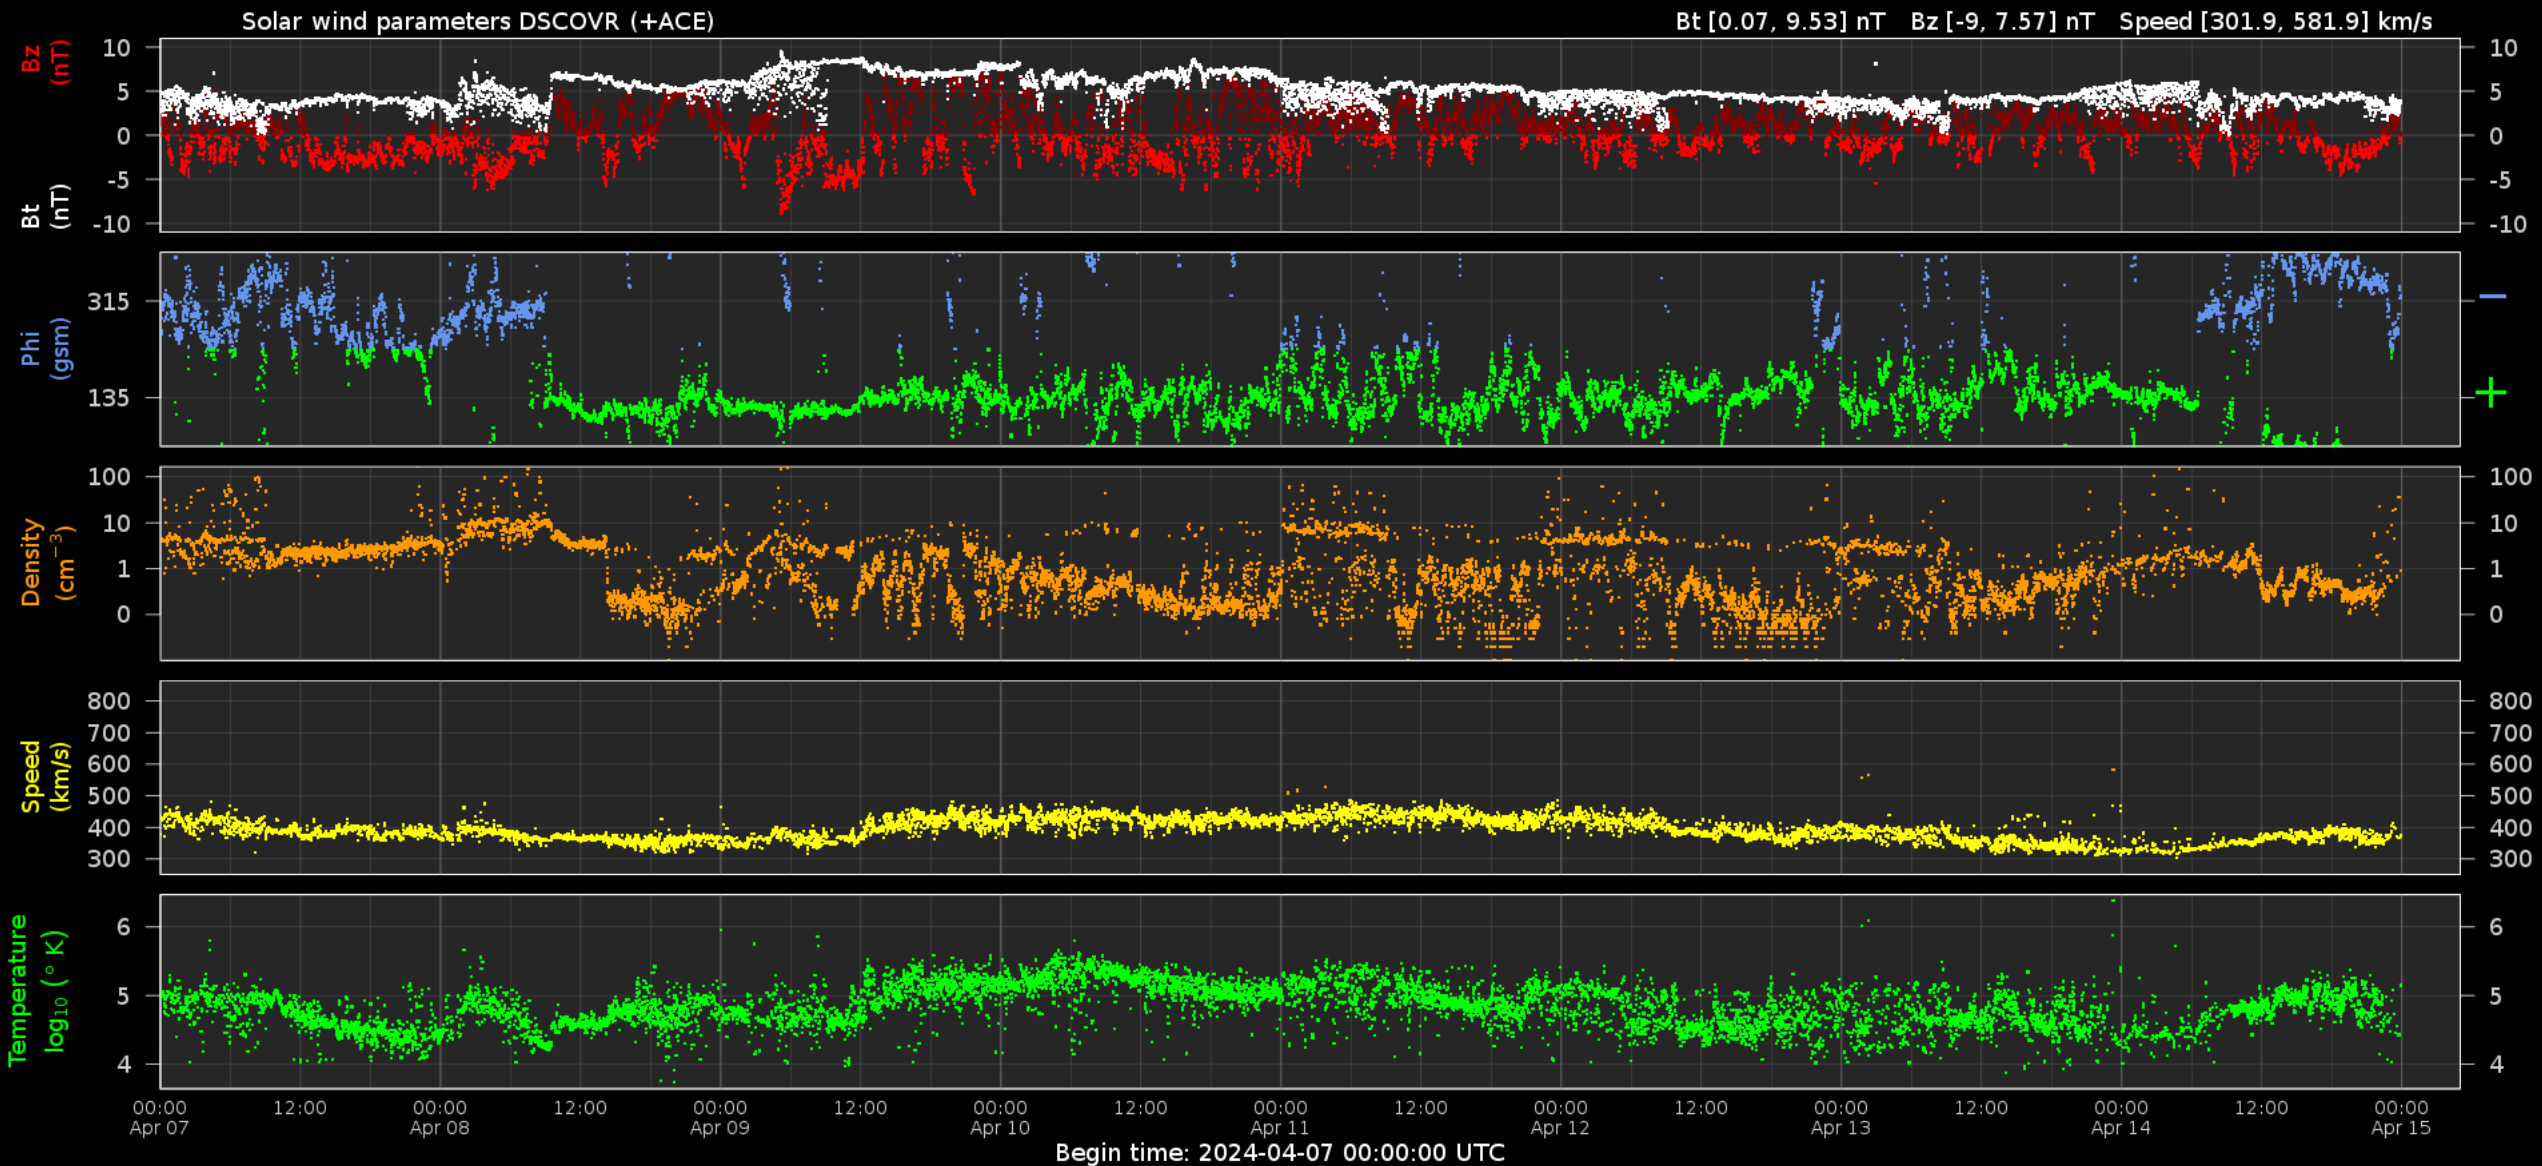 Solar wind parameters DSCOVR (+ACE)
Bt [0.07, 9.53] nT Bz [-9, 7.57] nT Speed [301.9, 581.9] km/s
Bz
(nT)
Bt
(nT)
10
5
0
-5
-10
10
5
0
-5
-10
Phi
(gsm)
315
135
−
+
Density
(cm⁻³)
100
10
1
0
100
10
1
0
Speed
(km/s)
800
700
600
500
400
300
800
700
600
500
400
300
Temperature
log₁₀ ( ° K)
6
5
4
6
5
4
00:00 12:00 00:00 12:00 00:00 12:00 00:00 12:00 00:00 12:00 00:00 12:00 00:00 12:00 00:00 12:00 00:00
Apr 07 Apr 08 Apr 09 Apr 10 Apr 11 Apr 12 Apr 13 Apr 14 Apr 15
Begin time: 2024-04-07 00:00:00 UTC